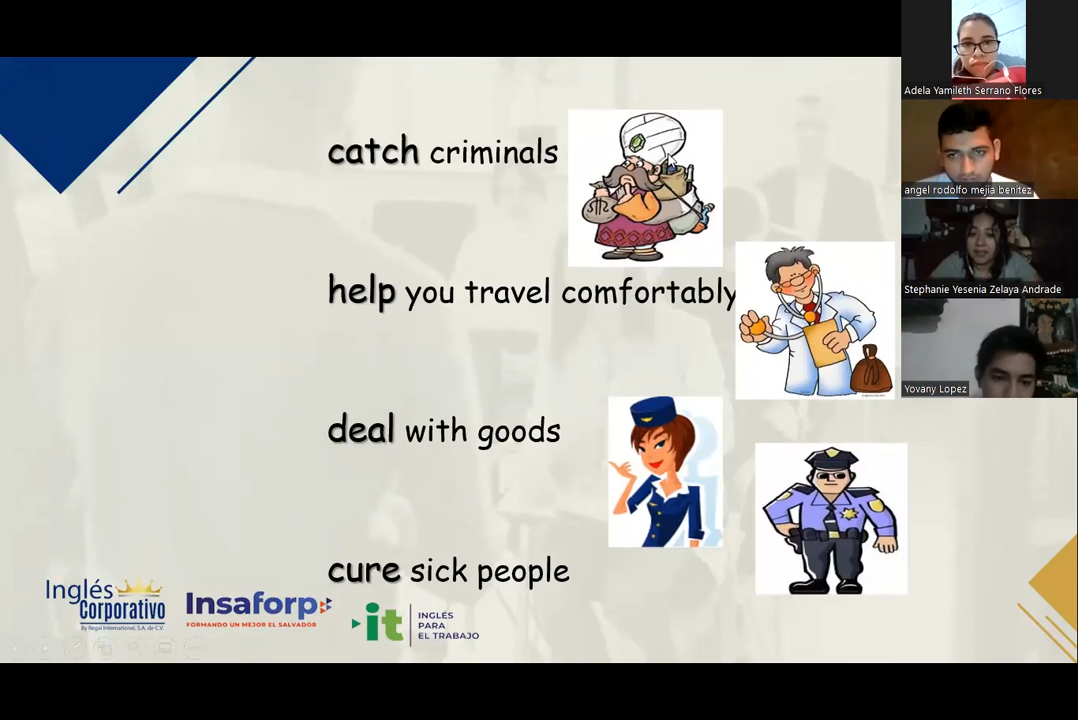 catch criminals
help you travel comfortably
deal with goods
cure sick people
Inglés
Corporativo
By Regal International, S.A. de C.V.
Insaforp
FORMANDO UN MEJOR EL SALVADOR
it
INGLÉS
PARA
EL TRABAJO
Adela Yamileth Serrano Flores
angel rodolfo mejia benitez
Stephanie Yesenia Zelaya Andrade
Yovany Lopez